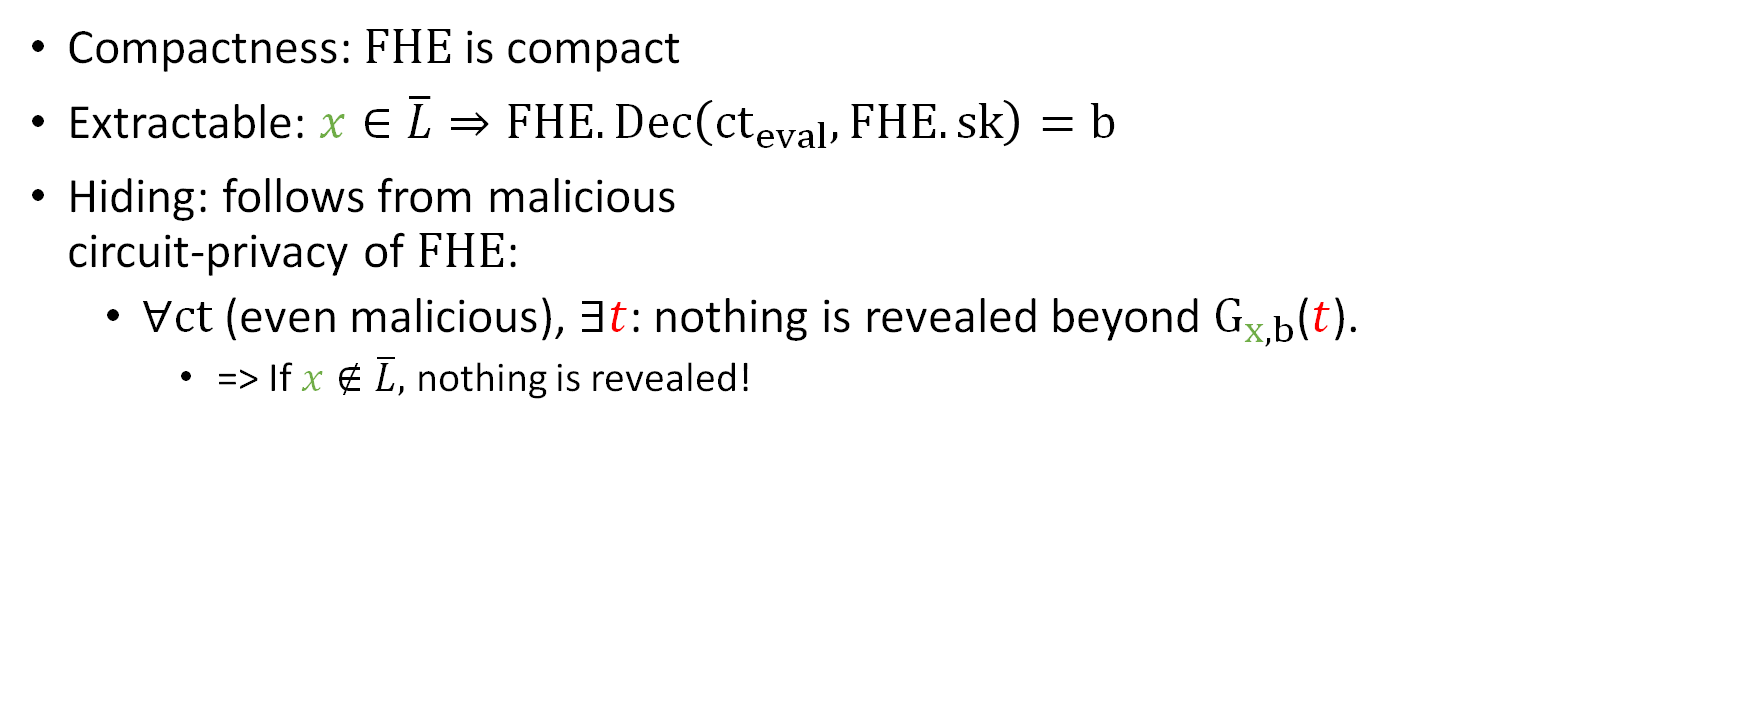 • Compactness: FHE is compact
• Extractable: x ∈ L̄ ⇒ FHE. Dec(ct_eval, FHE. sk) = b
• Hiding: follows from malicious
circuit-privacy of FHE:
• ∀ct (even malicious), ∃t: nothing is revealed beyond G_x,b(t).
• => If x ∉ L̄, nothing is revealed!